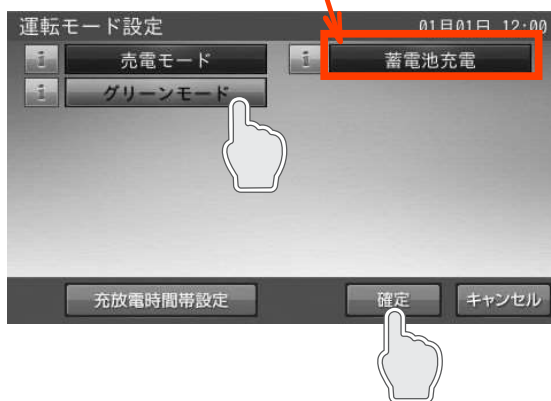 運転モード設定 01月01日 12:00
i 売電モード i 蓄電池充電
i グリーンモード
充放電時間帯設定 確定 キャンセル